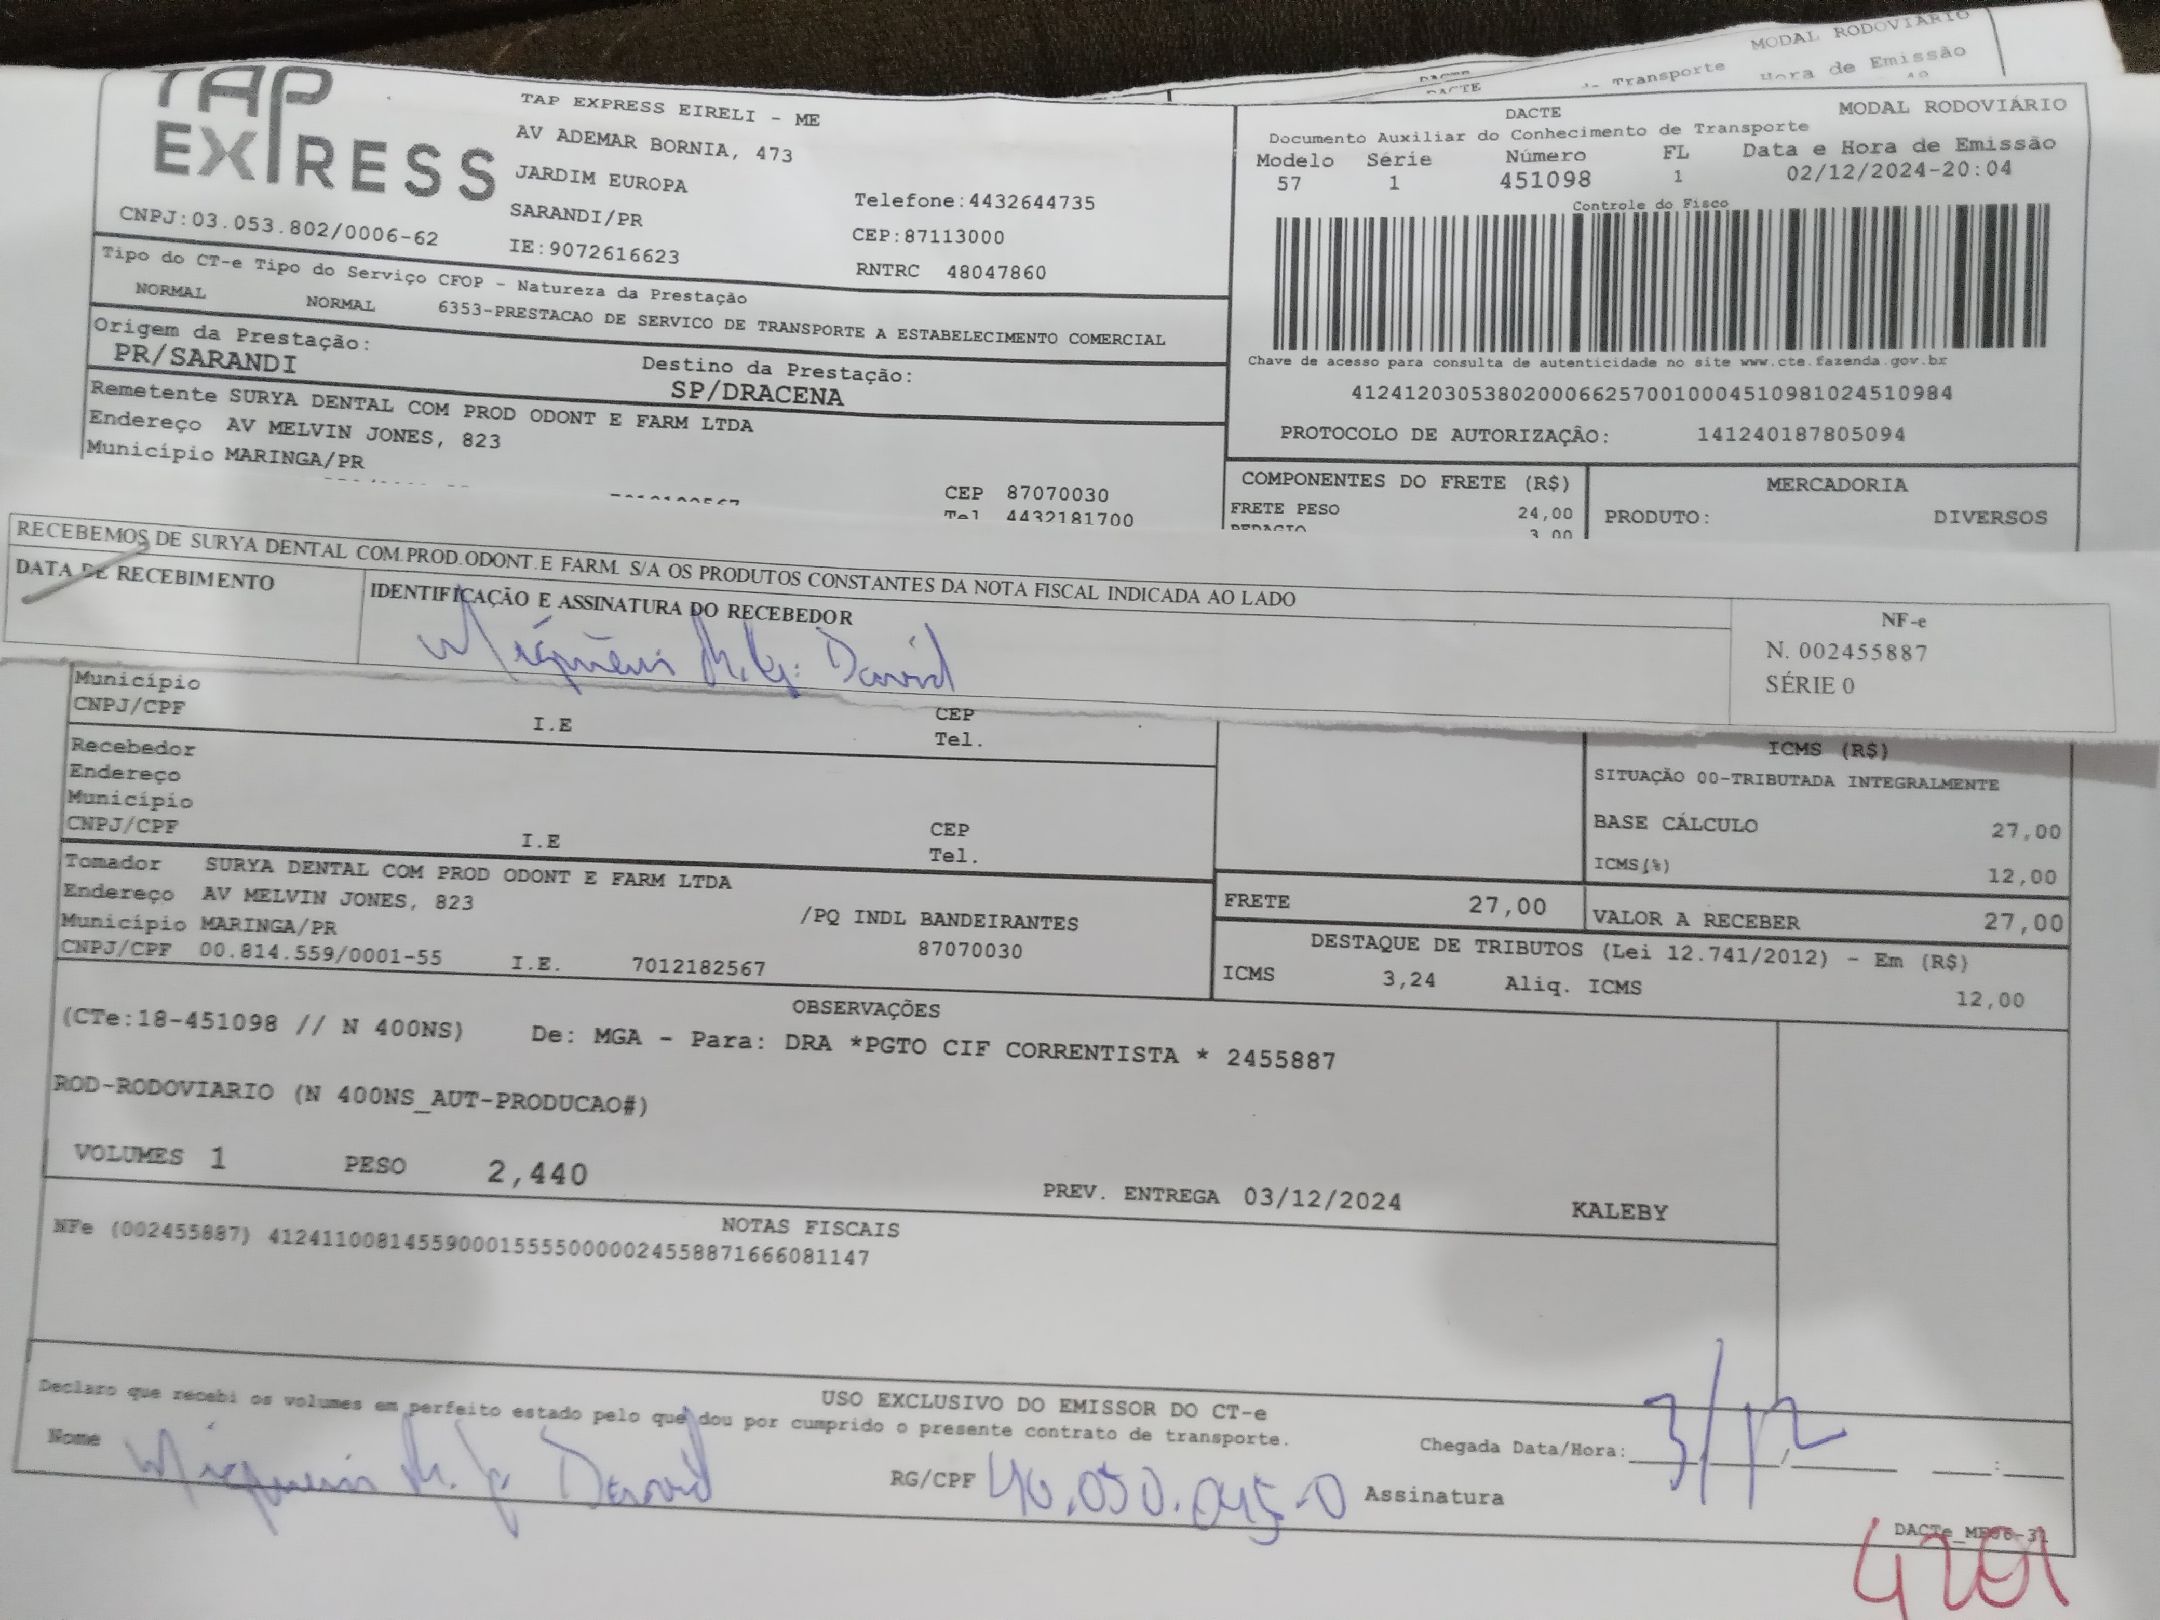 MODAL RODOVIÁRIO
Transporte Hora de Emissão
DACTE
DACTE
TAP EXPRESS
TAP EXPRESS EIRELI - ME
AV ADEMAR BORNIA, 473
JARDIM EUROPA
SARANDI/PR
IE:9072616623
Telefone:4432644735
CEP:87113000
RNTRC 48047860
CNPJ:03.053.802/0006-62
DACTE MODAL RODOVIÁRIO
Documento Auxiliar do Conhecimento de Transporte
Modelo Série Número FL Data e Hora de Emissão
57 1 451098 1 02/12/2024-20:04
Controle do Fisco
Chave de acesso para consulta de autenticidade no site www.cte.fazenda.gov.br
41241203053802000662570010004510981024510984
PROTOCOLO DE AUTORIZAÇÃO: 141240187805094
Tipo do CT-e Tipo do Serviço CFOP - Natureza da Prestação
NORMAL NORMAL 6353-PRESTACAO DE SERVICO DE TRANSPORTE A ESTABELECIMENTO COMERCIAL
Origem da Prestação: Destino da Prestação:
PR/SARANDI SP/DRACENA
Remetente SURYA DENTAL COM PROD ODONT E FARM LTDA
Endereço AV MELVIN JONES, 823
Município MARINGA/PR CEP 87070030
Tel 4432181700
COMPONENTES DO FRETE (R$) MERCADORIA
FRETE PESO 24,00 PRODUTO: DIVERSOS
PEDAGIO 3,00
RECEBEMOS DE SURYA DENTAL COM.PROD.ODONT.E FARM. S/A OS PRODUTOS CONSTANTES DA NOTA FISCAL INDICADA AO LADO
DATA DE RECEBIMENTO IDENTIFICAÇÃO E ASSINATURA DO RECEBEDOR
David
NF-e
N. 002455887
SÉRIE 0
Município CEP
CNPJ/CPF I.E Tel.
Recebedor
Endereço
Município CEP
CNPJ/CPF I.E Tel.
ICMS (R$)
SITUAÇÃO 00-TRIBUTADA INTEGRALMENTE
BASE CÁLCULO 27,00
ICMS(%) 12,00
Tomador SURYA DENTAL COM PROD ODONT E FARM LTDA
Endereço AV MELVIN JONES, 823 /PQ INDL BANDEIRANTES
Município MARINGA/PR 87070030
CNPJ/CPF 00.814.559/0001-55 I.E. 7012182567
FRETE 27,00 VALOR A RECEBER 27,00
DESTAQUE DE TRIBUTOS (Lei 12.741/2012) - Em (R$)
ICMS 3,24 Aliq. ICMS 12,00
OBSERVAÇÕES
(CTe:18-451098 // N 400NS) De: MGA - Para: DRA *PGTO CIF CORRENTISTA * 2455887
ROD-RODOVIARIO (N 400NS_AUT-PRODUCAO#)
VOLUMES 1 PESO 2,440 PREV. ENTREGA 03/12/2024 KALEBY
NOTAS FISCAIS
NFe (002455887) 41241100814559000155550000024558871666081147
USO EXCLUSIVO DO EMISSOR DO CT-e
Declaro que recebi os volumes em perfeito estado pelo que dou por cumprido o presente contrato de transporte.
Chegada Data/Hora: 3/12
Nome David RG/CPF 40.050.045-0 Assinatura
4201